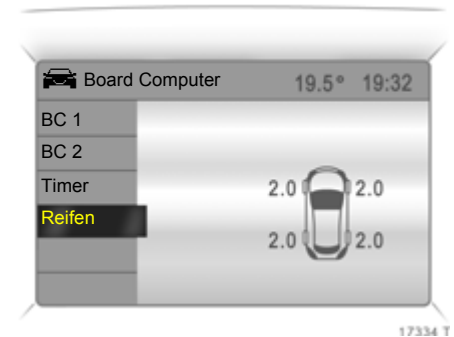 Board Computer 19.5° 19:32
BC 1
BC 2
Timer
Reifen
2.0 2.0
2.0 2.0
17334 T